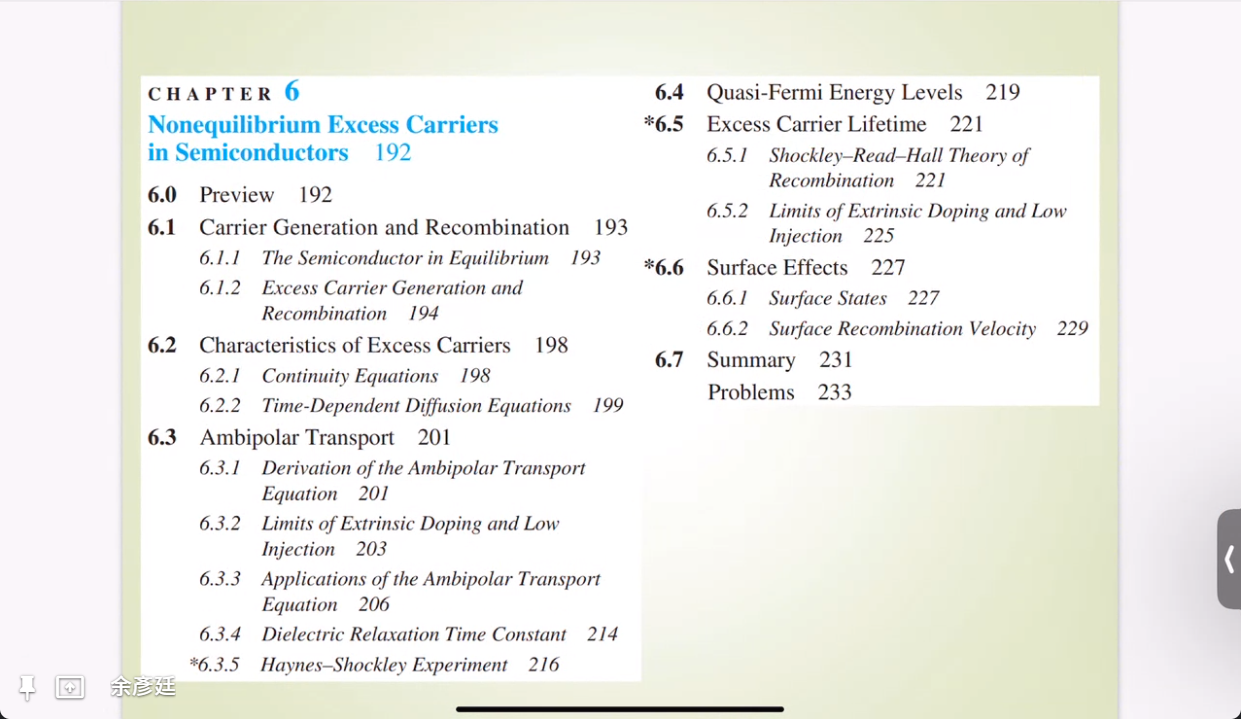 CHAPTER 6
Nonequilibrium Excess Carriers
in Semiconductors 192
6.0 Preview 192
6.1 Carrier Generation and Recombination 193
6.1.1 The Semiconductor in Equilibrium 193
6.1.2 Excess Carrier Generation and
Recombination 194
6.2 Characteristics of Excess Carriers 198
6.2.1 Continuity Equations 198
6.2.2 Time-Dependent Diffusion Equations 199
6.3 Ambipolar Transport 201
6.3.1 Derivation of the Ambipolar Transport
Equation 201
6.3.2 Limits of Extrinsic Doping and Low
Injection 203
6.3.3 Applications of the Ambipolar Transport
Equation 206
6.3.4 Dielectric Relaxation Time Constant 214
*6.3.5 Haynes–Shockley Experiment 216
6.4 Quasi-Fermi Energy Levels 219
*6.5 Excess Carrier Lifetime 221
6.5.1 Shockley–Read–Hall Theory of
Recombination 221
6.5.2 Limits of Extrinsic Doping and Low
Injection 225
*6.6 Surface Effects 227
6.6.1 Surface States 227
6.6.2 Surface Recombination Velocity 229
6.7 Summary 231
Problems 233
余彥廷